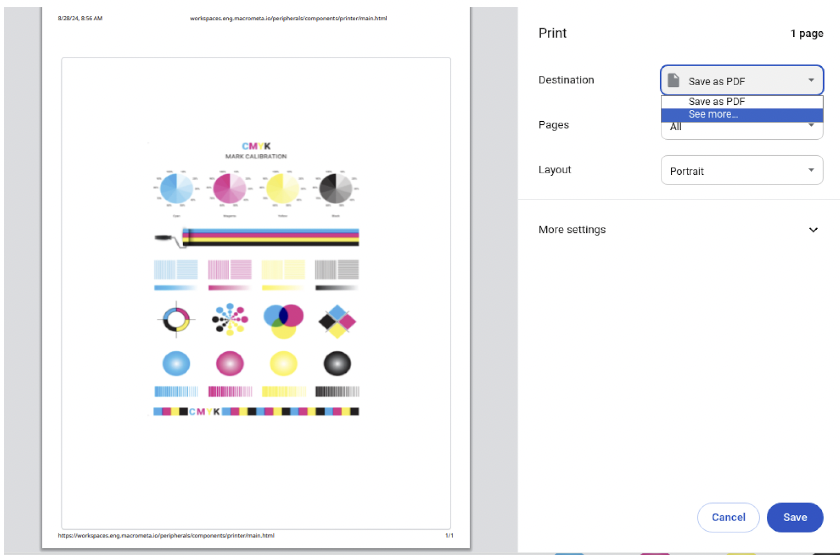 8/28/24, 8:56 AM workspaces.eng.macrometa.io/peripherals/components/printer/main.html
CMYK
MARK CALIBRATION
Cyan Magenta Yellow Black
CMYK
https://workspaces.eng.macrometa.io/peripherals/components/printer/main.html 1/1
Print 1 page
Destination Save as PDF
Save as PDF
See more...
Pages All
Layout Portrait
More settings
Cancel Save